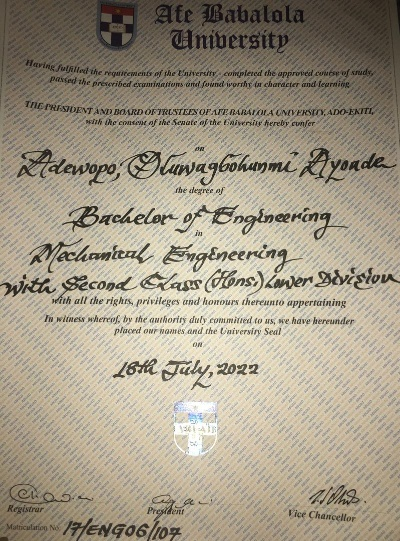 Afe Babalola
University
Having fulfilled the requirements of the University - completed the approved course of study,
passed the prescribed examinations and found worthy in character and learning
THE PRESIDENT AND BOARD OF TRUSTEES OF AFE BABALOLA UNIVERSITY, ADO-EKITI,
with the consent of the Senate of the University hereby confer
on
Adewopo, Oluwagbohunmi Ayoade
the degree of
Bachelor of Engineering
in
Mechanical Engineering
with Second Class (Hons.) Lower Division
with all the rights, privileges and honours thereunto appertaining
In witness whereof, by the authority duly committed to us, we have hereunder
placed our names and the University Seal
on
18th July, 2022
Registrar
President
Vice Chancellor
Matriculation No: 17/ENG06/107